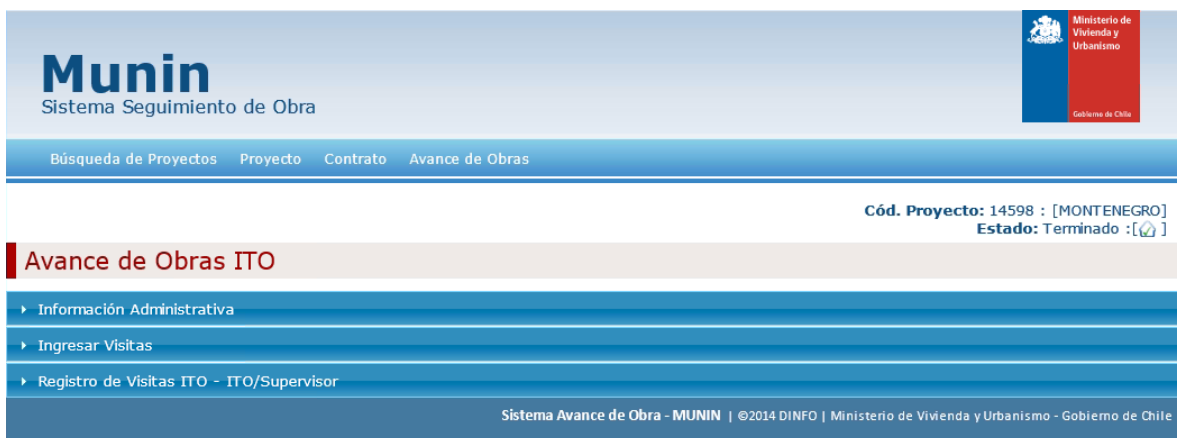 Ministerio de
Vivienda y
Urbanismo
Gobierno de Chile
Munin
Sistema Seguimiento de Obra
Búsqueda de Proyectos Proyecto Contrato Avance de Obras
Cód. Proyecto: 14598 : [MONTENEGRO]
Estado: Terminado :[ ]
Avance de Obras ITO
Información Administrativa
Ingresar Visitas
Registro de Visitas ITO - ITO/Supervisor
Sistema Avance de Obra - MUNIN | ©2014 DINFO | Ministerio de Vivienda y Urbanismo - Gobierno de Chile